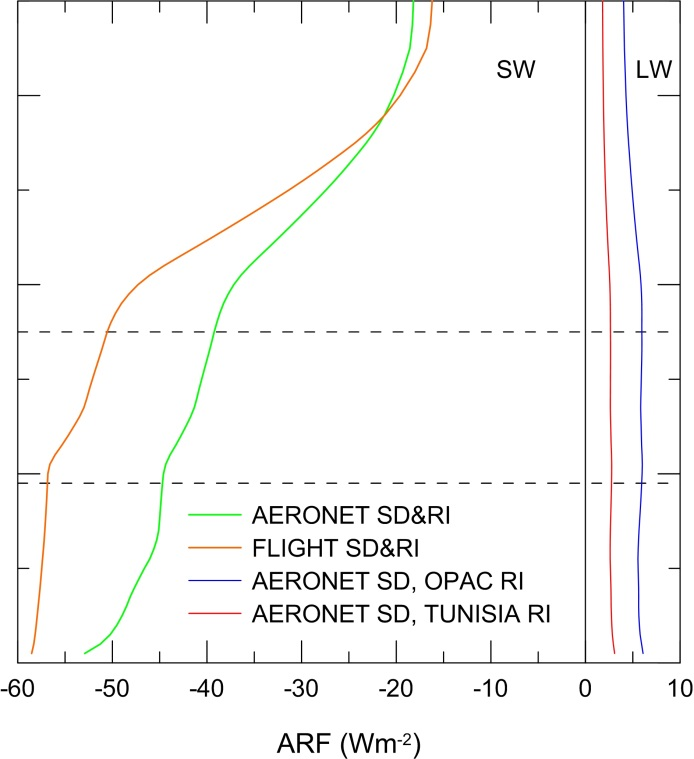 SW
LW
AERONET SD&RI
FLIGHT SD&RI
AERONET SD, OPAC RI
AERONET SD, TUNISIA RI
-60 -50 -40 -30 -20 -10 0 10
ARF (Wm-2)